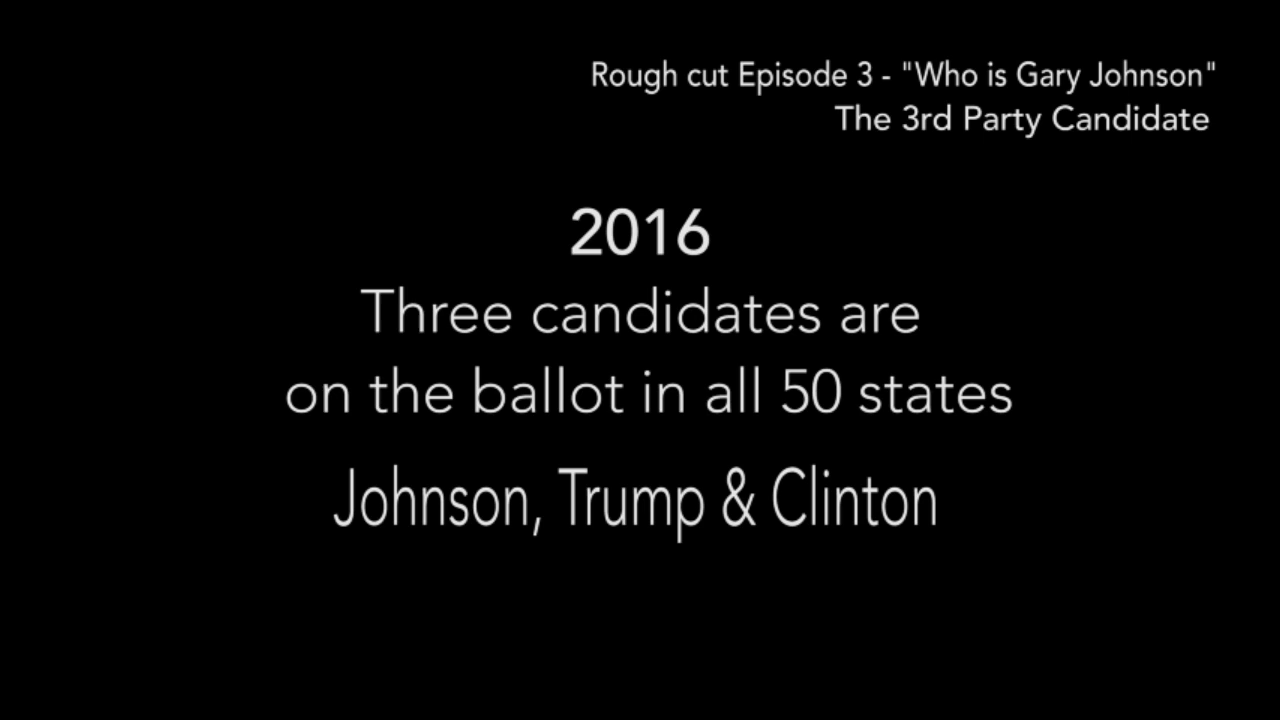 Rough cut Episode 3 - "Who is Gary Johnson"
The 3rd Party Candidate
2016
Three candidates are
on the ballot in all 50 states
Johnson, Trump & Clinton